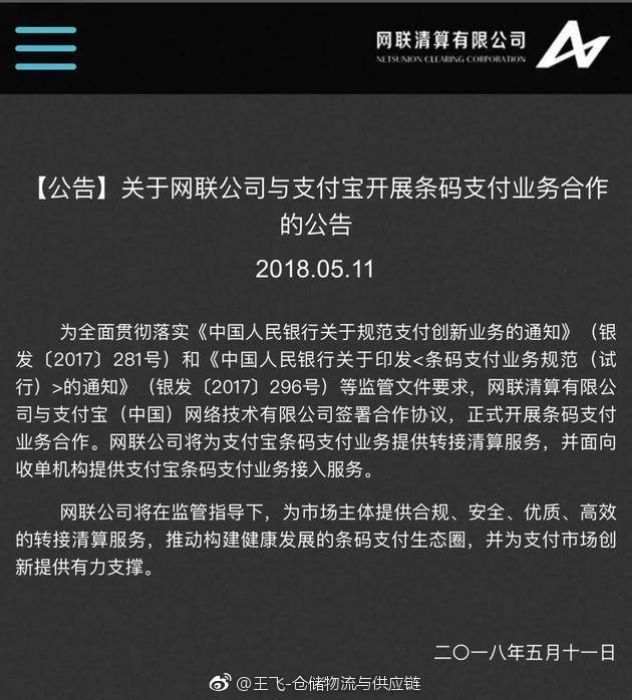 网联清算有限公司
NETSUNION CLEARING CORPORATION
【公告】关于网联公司与支付宝开展条码支付业务合作
的公告
2018.05.11
为全面贯彻落实《中国人民银行关于规范支付创新业务的通知》（银
发〔2017〕281号）和《中国人民银行关于印发<条码支付业务规范（试
行）>的通知》（银发〔2017〕296号）等监管文件要求，网联清算有限公
司与支付宝（中国）网络技术有限公司签署合作协议，正式开展条码支付
业务合作。网联公司将为支付宝条码支付业务提供转接清算服务，并面向
收单机构提供支付宝条码支付业务接入服务。
网联公司将在监管指导下，为市场主体提供合规、安全、优质、高效
的转接清算服务，推动构建健康发展的条码支付生态圈，并为支付市场创
新提供有力支撑。
二〇一八年五月十一日
@王飞-仓储物流与供应链